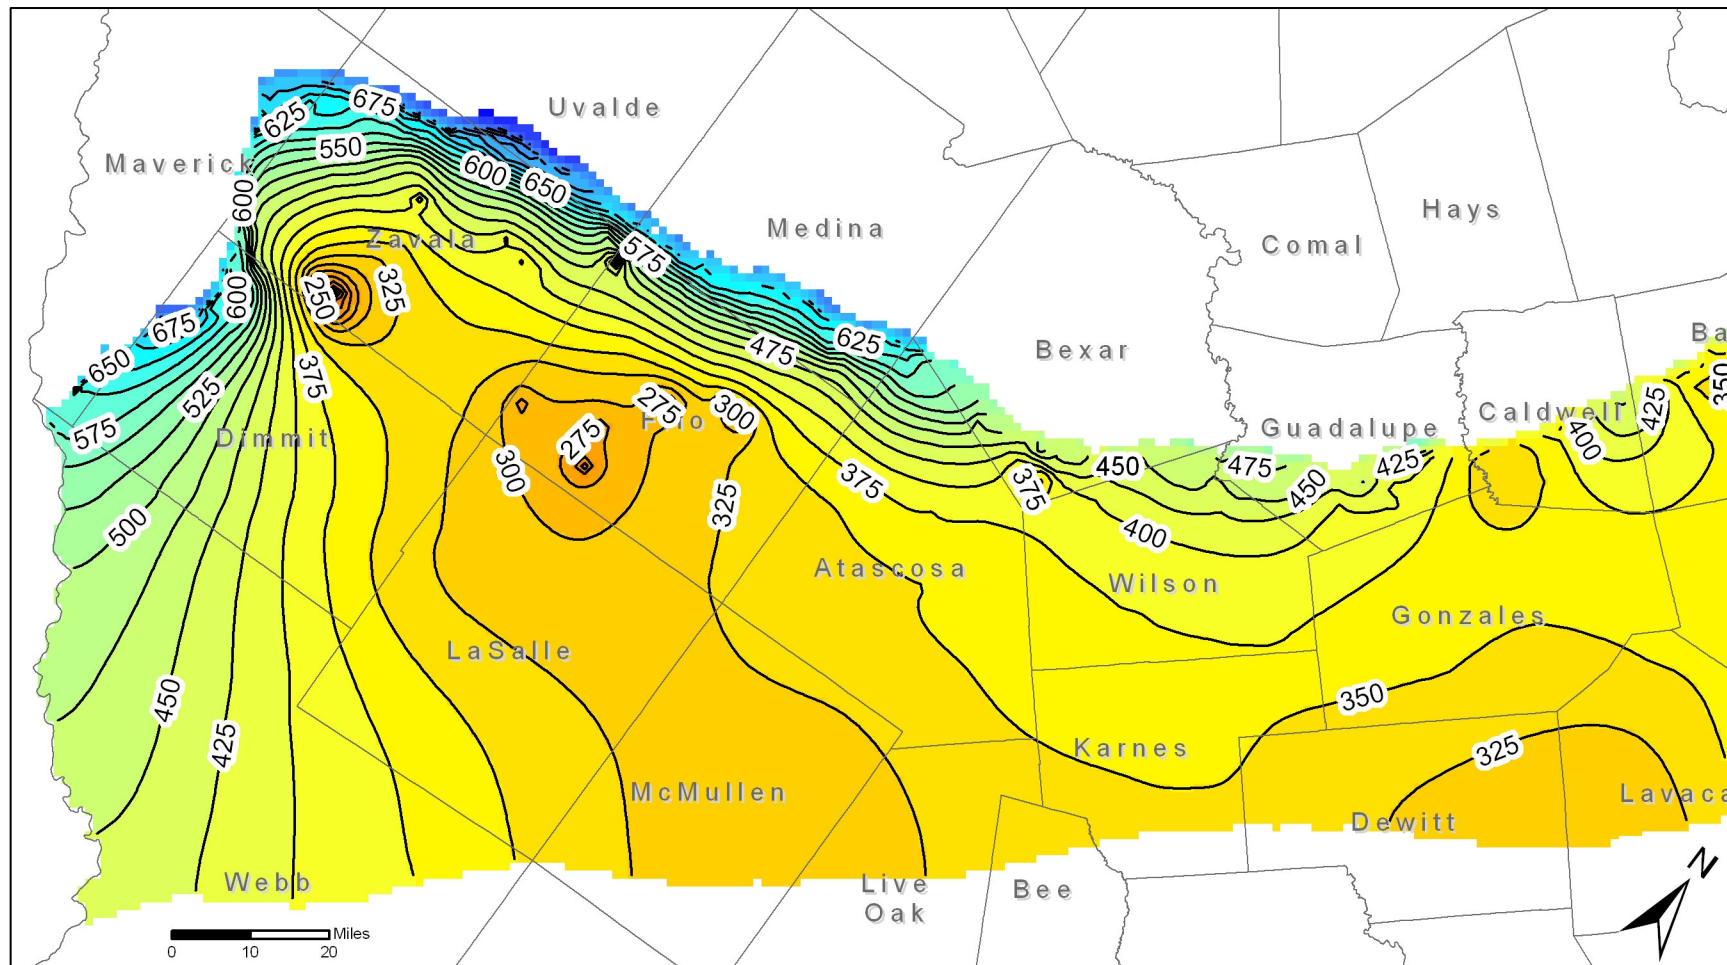 Uvalde
675
625
550
Maverick
600
650
600
Medina
Hays
Zavala
Comal
575
600
325
250
675
625
475
Bexar
Ba
650
375
350
525
275
300
Frio
425
Caldwell
575
Dimmit
275
Guadalupe
400
300
450
475
425
375
375
450
325
500
400
Atascosa
Wilson
Gonzales
LaSalle
450
350
425
Karnes
325
McMullen
Lavaca
Dewitt
Webb
Live
Oak
Bee
N
Miles
0 10 20